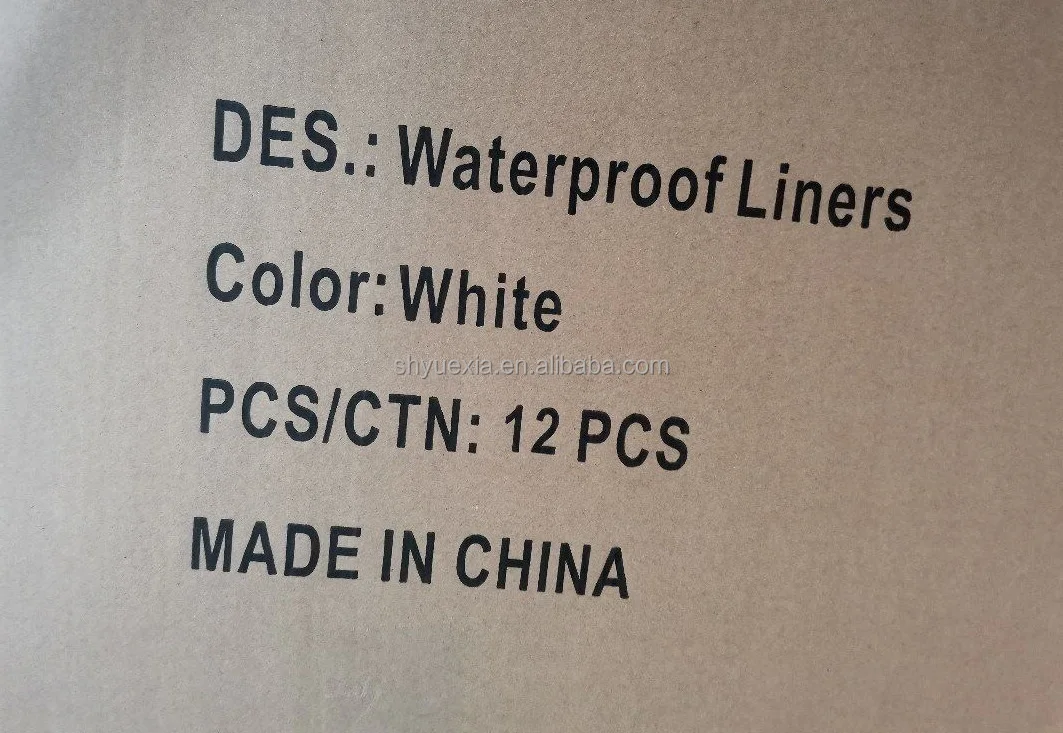 DES.: Waterproof Liners
Color: White
shyuexia.en.alibaba.com
PCS/CTN: 12 PCS
MADE IN CHINA